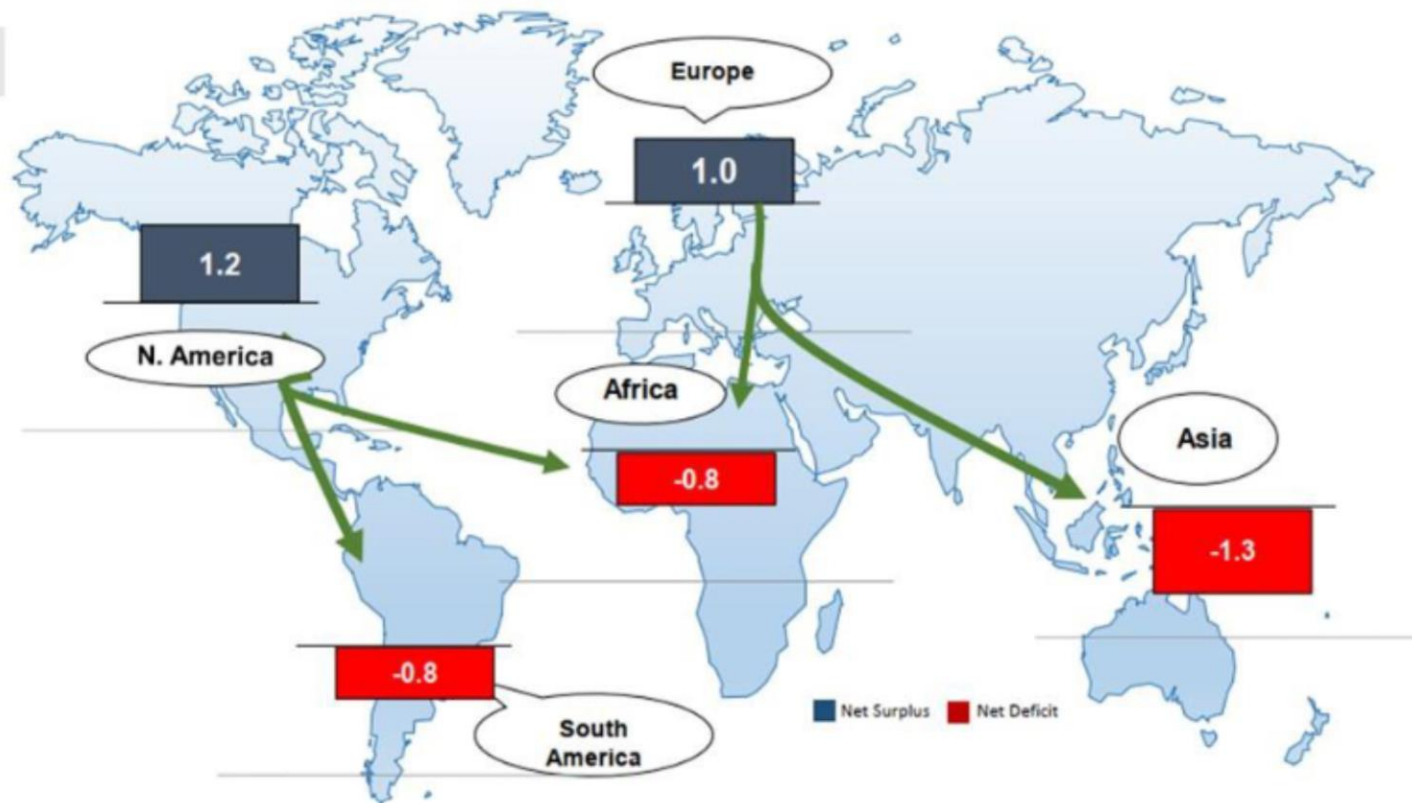 Europe
1.0
1.2
N. America
Africa
-0.8
Asia
-1.3
-0.8
South
America
Net Surplus
Net Deficit